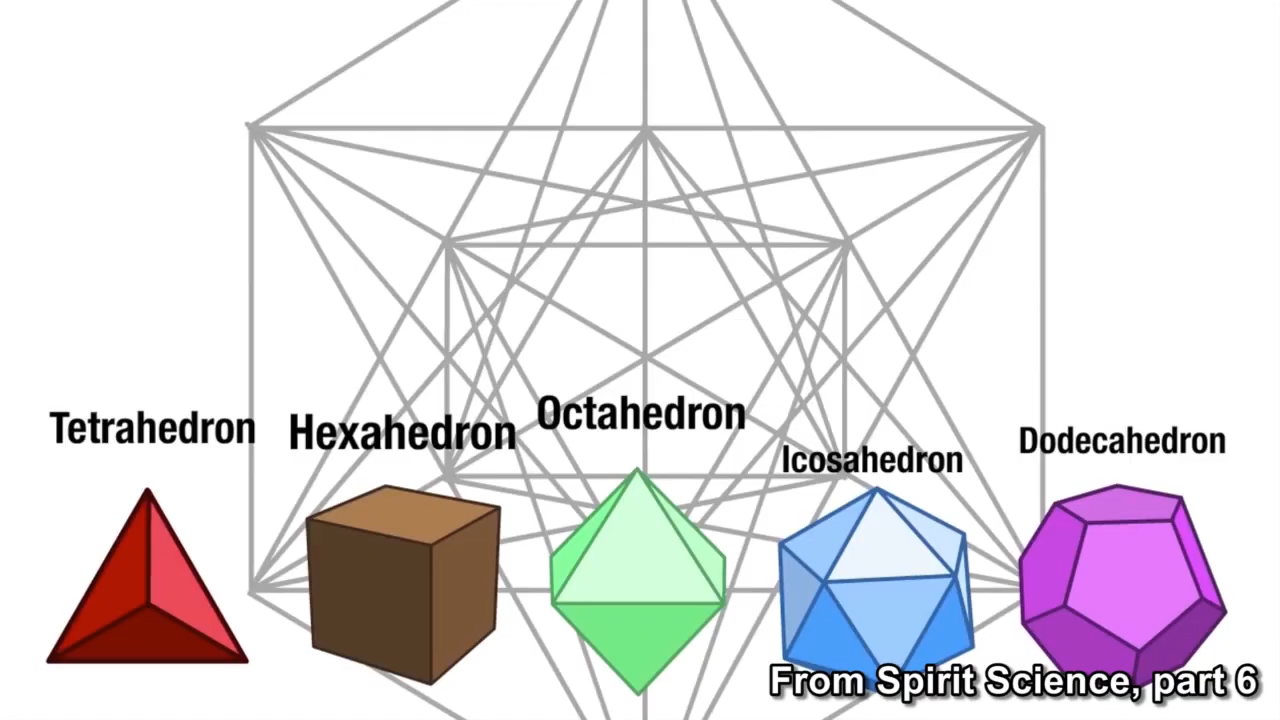 Tetrahedron
Hexahedron
Octahedron
Icosahedron
Dodecahedron
From Spirit Science, part 6